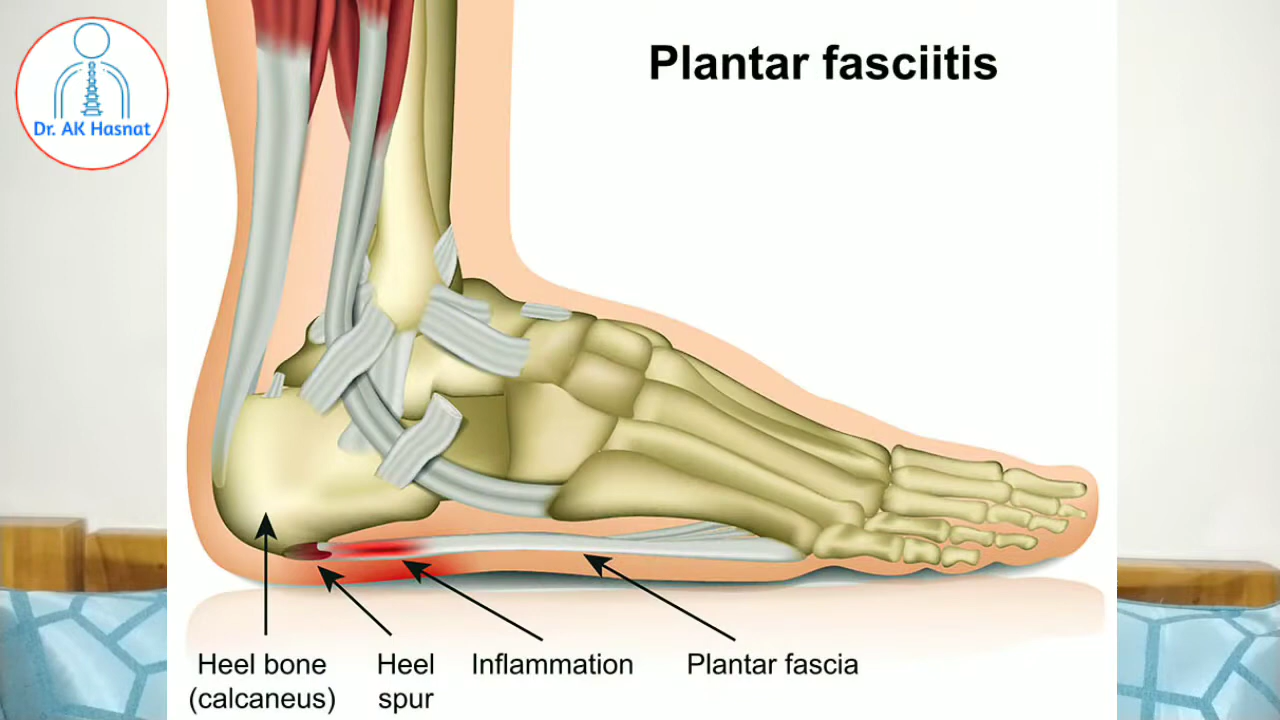 Dr. AK Hasnat
Plantar fasciitis
Heel bone
(calcaneus)
Heel
spur
Inflammation
Plantar fascia